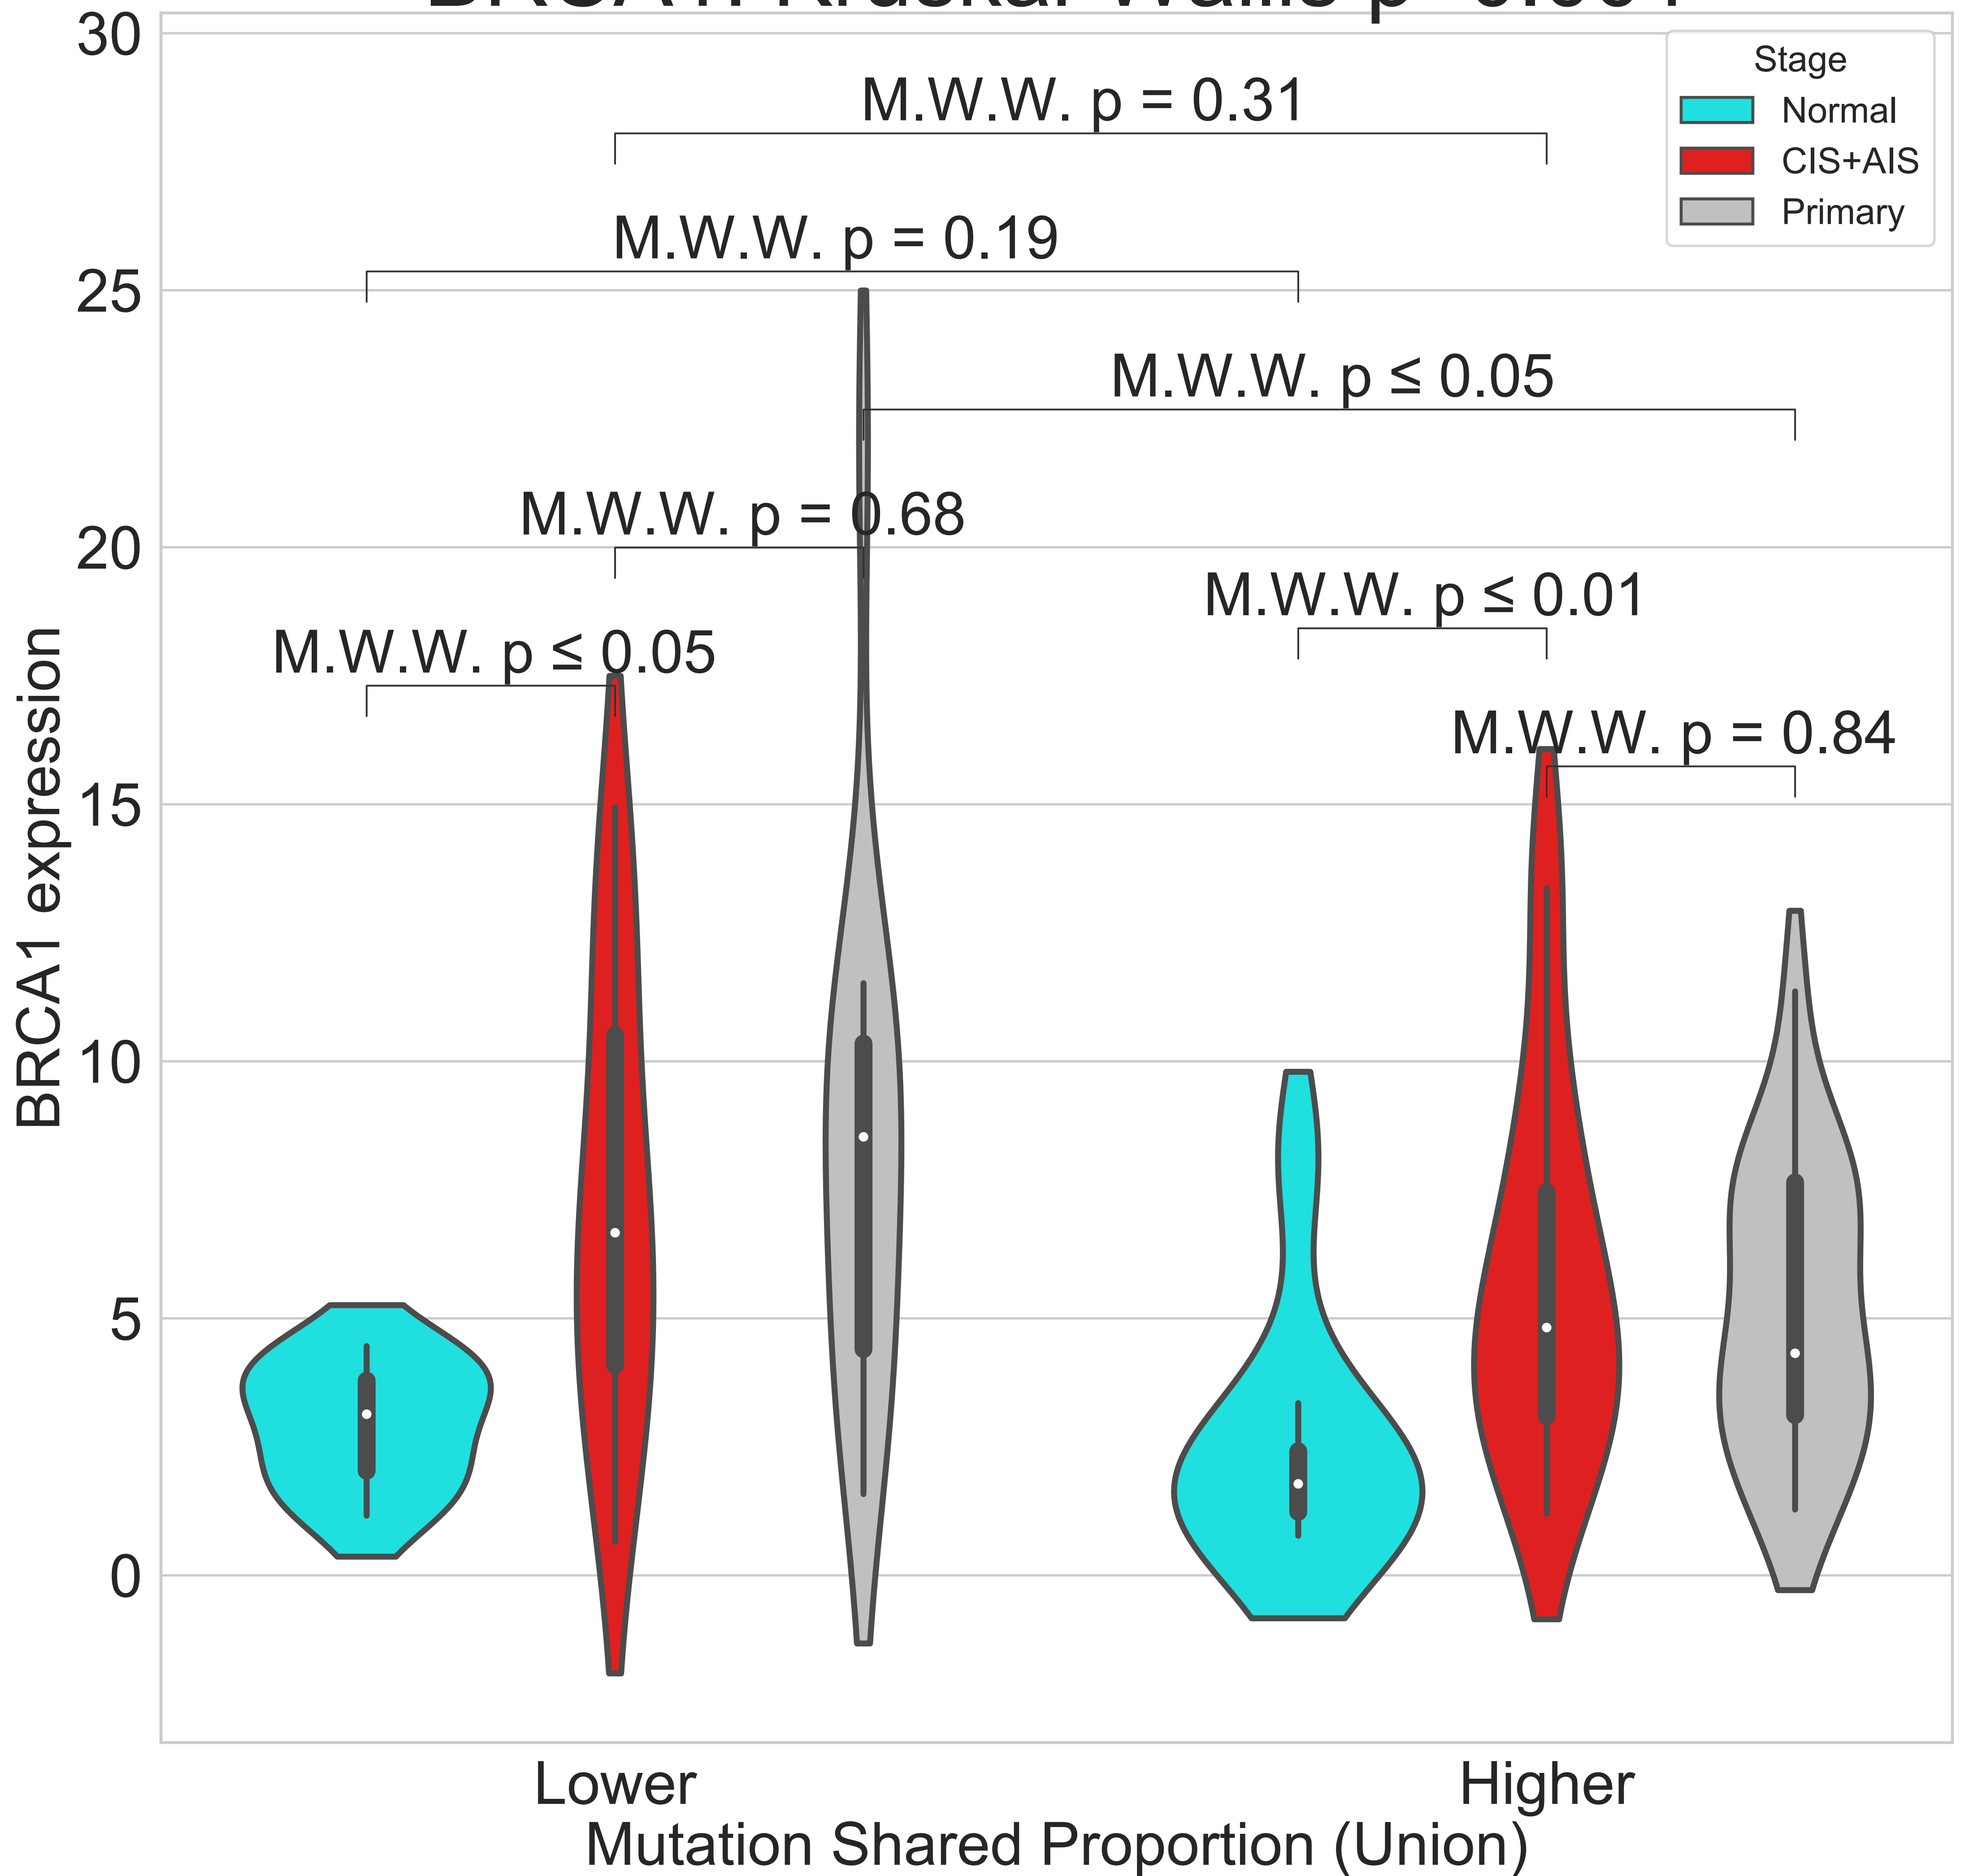 30
25
20
15
10
5
0
BRCA1 expression
M.W.W. p = 0.31
M.W.W. p = 0.19
M.W.W. p ≤ 0.05
M.W.W. p = 0.68
M.W.W. p ≤ 0.01
M.W.W. p ≤ 0.05
M.W.W. p = 0.84
Stage
Normal
CIS+AIS
Primary
Lower
Higher
Mutation Shared Proportion (Union)